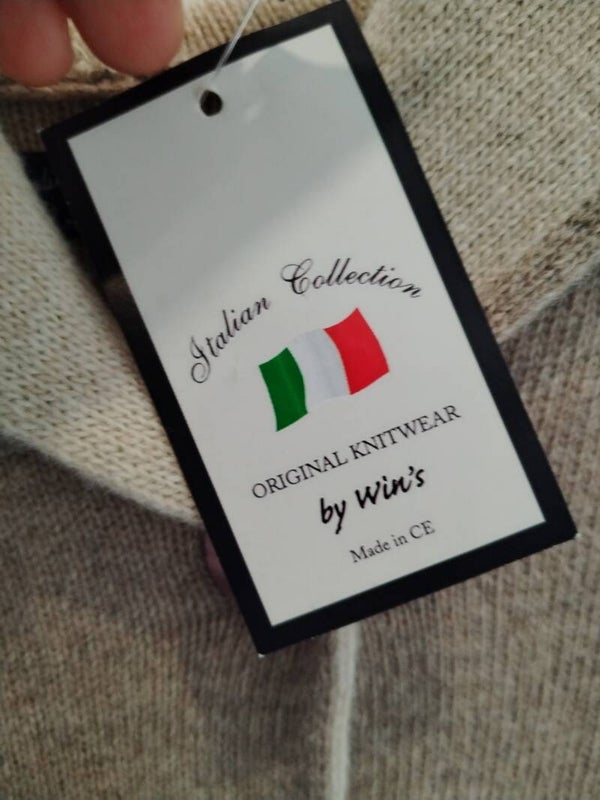 Italian Collection
ORIGINAL KNITWEAR
by Win's
Made in CE